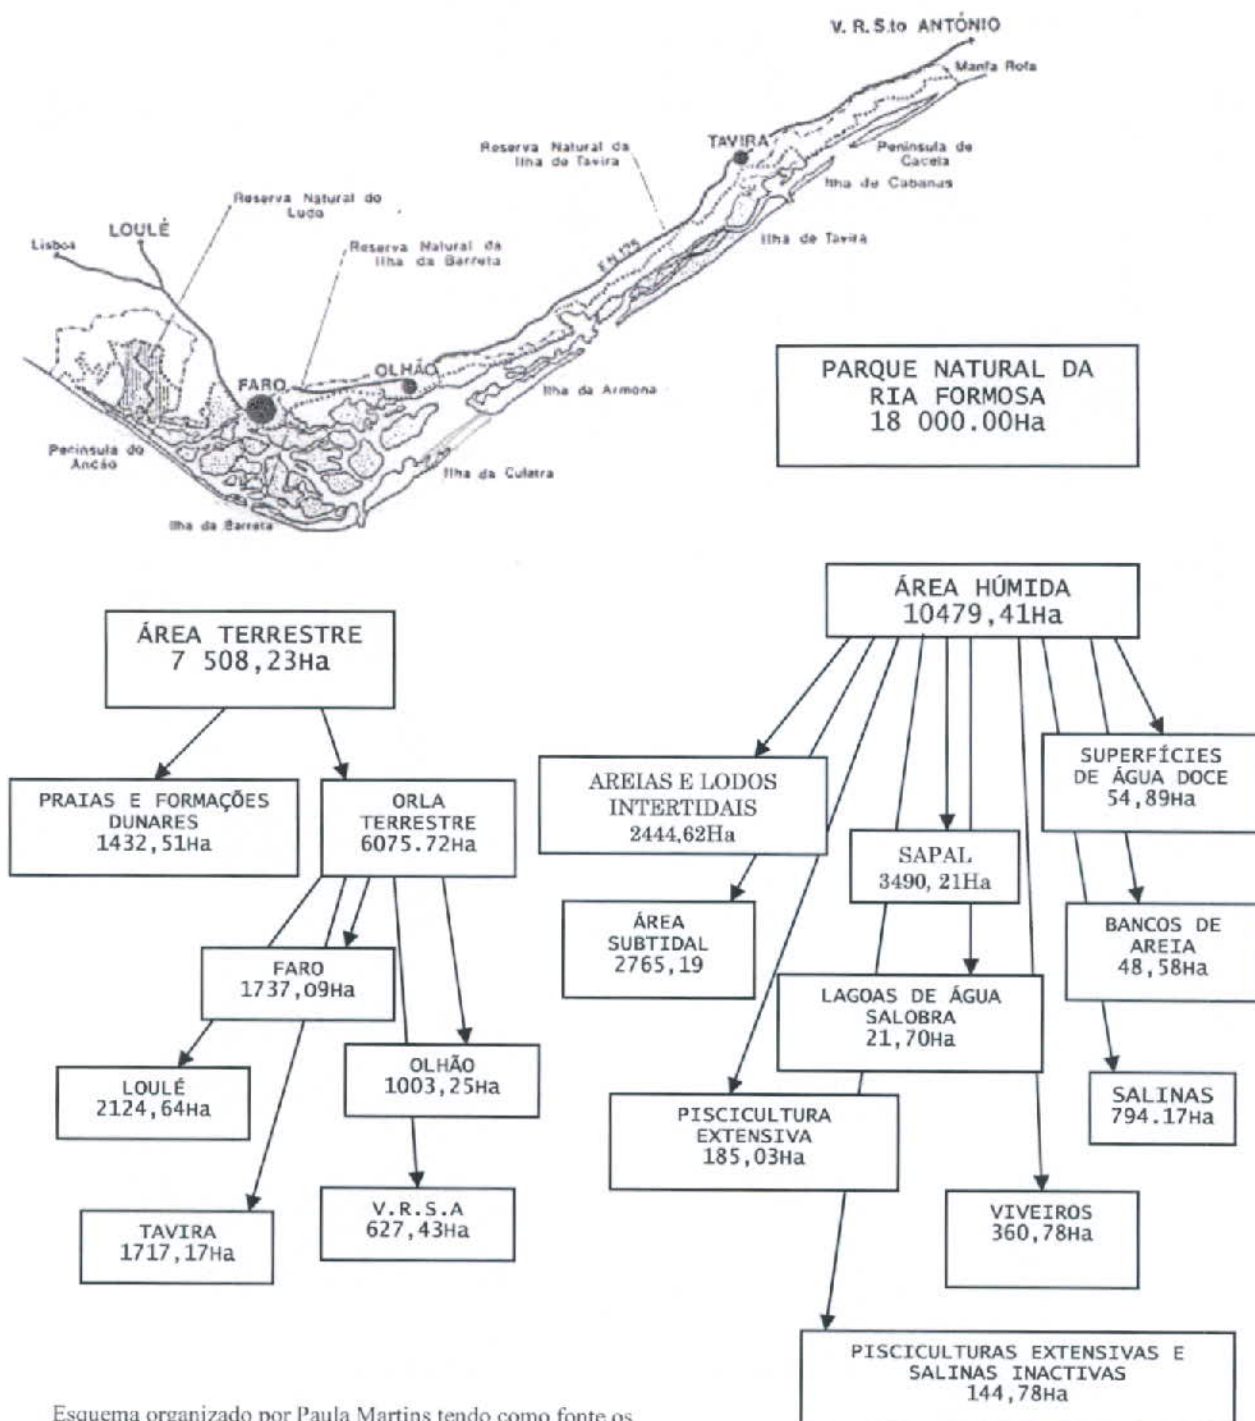 V. R. S.to ANTÓNIO
Manta Rota
TAVIRA
Reserva Natural da
Ilha de Tavira
Península de
Cacela
Ilha de Cabanas
Reserva Natural do
Ludo
LOULÉ
Lisboa
Ilha de Tavira
Reserva Natural da
Ilha da Barreta
EN 125
OLHÃO
FARO
Ilha da Armona
Península do
Ancão
Ilha da Culatra
Ilha da Barreta
PARQUE NATURAL DA
RIA FORMOSA
18 000.00Ha
ÁREA TERRESTRE
7 508,23Ha
PRAIAS E FORMAÇÕES
DUNARES
1432,51Ha
ORLA
TERRESTRE
6075.72Ha
FARO
1737,09Ha
LOULÉ
2124,64Ha
OLHÃO
1003,25Ha
TAVIRA
1717,17Ha
V.R.S.A
627,43Ha
ÁREA HÚMIDA
10479,41Ha
AREIAS E LODOS
INTERTIDAIS
2444,62Ha
SUPERFÍCIES
DE ÁGUA DOCE
54,89Ha
SAPAL
3490, 21Ha
ÁREA
SUBTIDAL
2765,19
BANCOS DE
AREIA
48,58Ha
LAGOAS DE ÁGUA
SALOBRA
21,70Ha
PISCICULTURA
EXTENSIVA
185,03Ha
SALINAS
794.17Ha
VIVEIROS
360,78Ha
PISCICULTURAS EXTENSIVAS E
SALINAS INACTIVAS
144,78Ha
Esquema organizado por Paula Martins tendo como fonte os